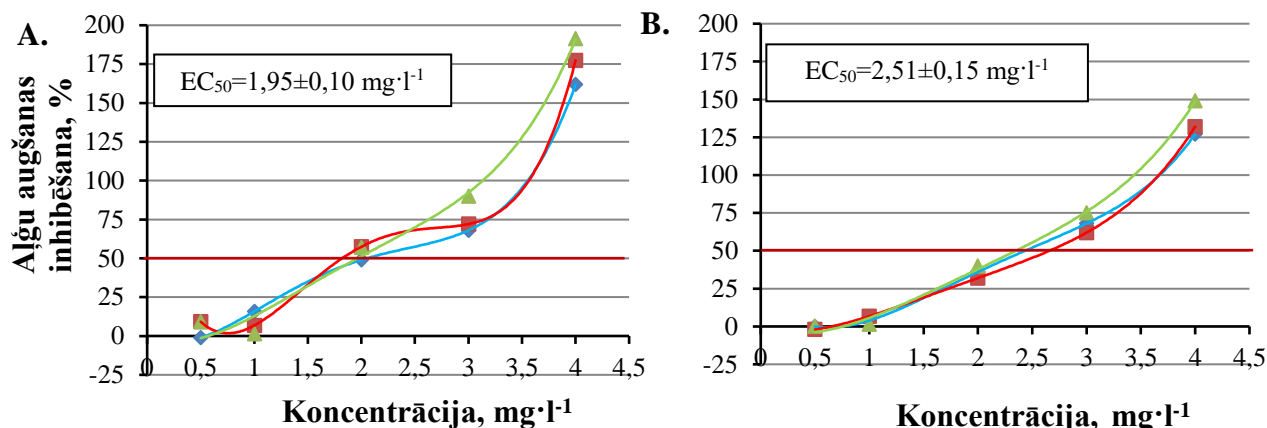 A.
Aļģu augšanas
inhibēšana, %
200
175
150
125
100
75
50
25
0
-25
EC₅₀=1,95±0,10 mg·l⁻¹
0 0,5 1 1,5 2 2,5 3 3,5 4 4,5
Koncentrācija, mg·l⁻¹
B.
200
175
150
125
100
75
50
25
0
-25
EC₅₀=2,51±0,15 mg·l⁻¹
0 0,5 1 1,5 2 2,5 3 3,5 4 4,5
Koncentrācija, mg·l⁻¹